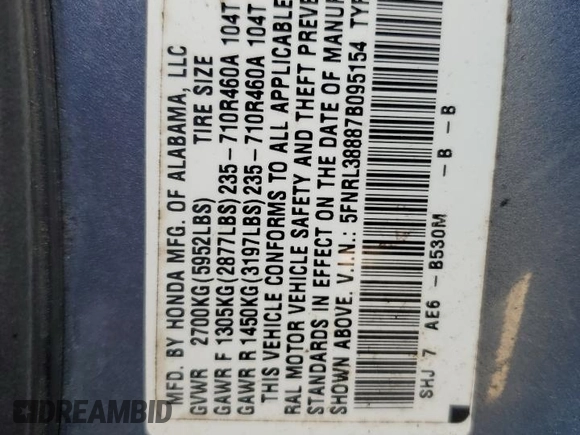 MFD. BY HONDA MFG. OF ALABAMA, LLC
GVWR 2700KG(5952LBS) TIRE SIZE
GAWR F 1305KG(2877LBS)235-710R460A 104T
GAWR R 1450KG(3197LBS)235-710R460A 104T
THIS VEHICLE CONFORMS TO ALL APPLICABLE
RAL MOTOR VEHICLE SAFETY AND THEFT PREVE
STANDARDS IN EFFECT ON THE DATE OF MANUF
SHOWN ABOVE. V.I.N.: 5FNRL38887B095154 TYP
SHJ 7 AE6 -B530M -B -B
DREAMBID